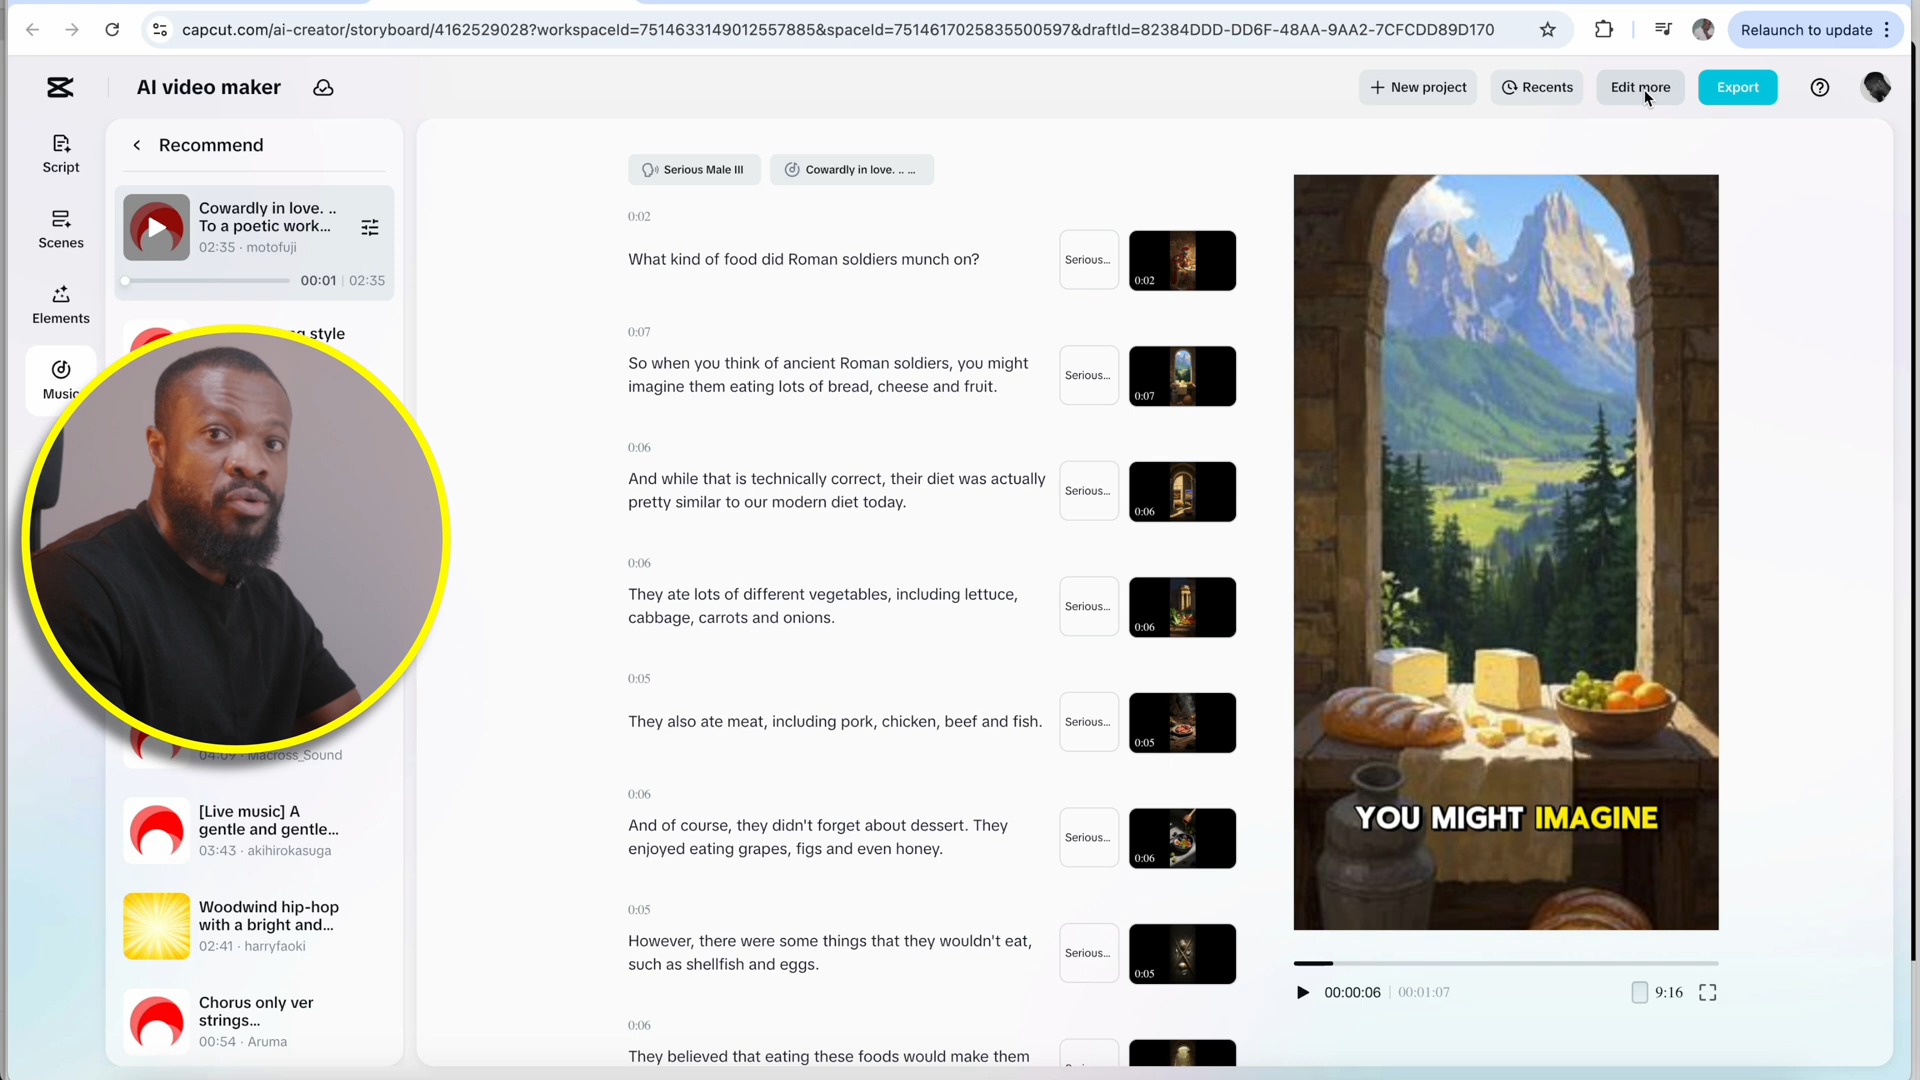 capcut.com/ai-creator/storyboard/4162529028?workspaceId=7514633149012557885&spaceId=7514617025835500597&draftId=82384DDD-DD6F-48AA-9AA2-7CFCDD89D170
Relaunch to update
AI video maker
New project
Recents
Edit more
Export
Script
Scenes
Elements
Music
Recommend
Cowardly in love. ..
To a poetic work...
02:35 · motofuji
00:01 | 02:35
style
04:09 · Macross_Sound
[Live music] A
gentle and gentle...
03:43 · akihirokasuga
Woodwind hip-hop
with a bright and...
02:41 · harryfaoki
Chorus only ver
strings...
00:54 · Aruma
Serious Male III
Cowardly in love. .. ...
0:02
What kind of food did Roman soldiers munch on?
Serious...
0:02
0:07
So when you think of ancient Roman soldiers, you might
imagine them eating lots of bread, cheese and fruit.
Serious...
0:07
0:06
And while that is technically correct, their diet was actually
pretty similar to our modern diet today.
Serious...
0:06
0:06
They ate lots of different vegetables, including lettuce,
cabbage, carrots and onions.
Serious...
0:06
0:05
They also ate meat, including pork, chicken, beef and fish.
Serious...
0:05
0:06
And of course, they didn't forget about dessert. They
enjoyed eating grapes, figs and even honey.
Serious...
0:06
0:05
However, there were some things that they wouldn't eat,
such as shellfish and eggs.
Serious...
0:05
0:06
They believed that eating these foods would make them
YOU MIGHT IMAGINE
00:00:06 | 00:01:07
9:16